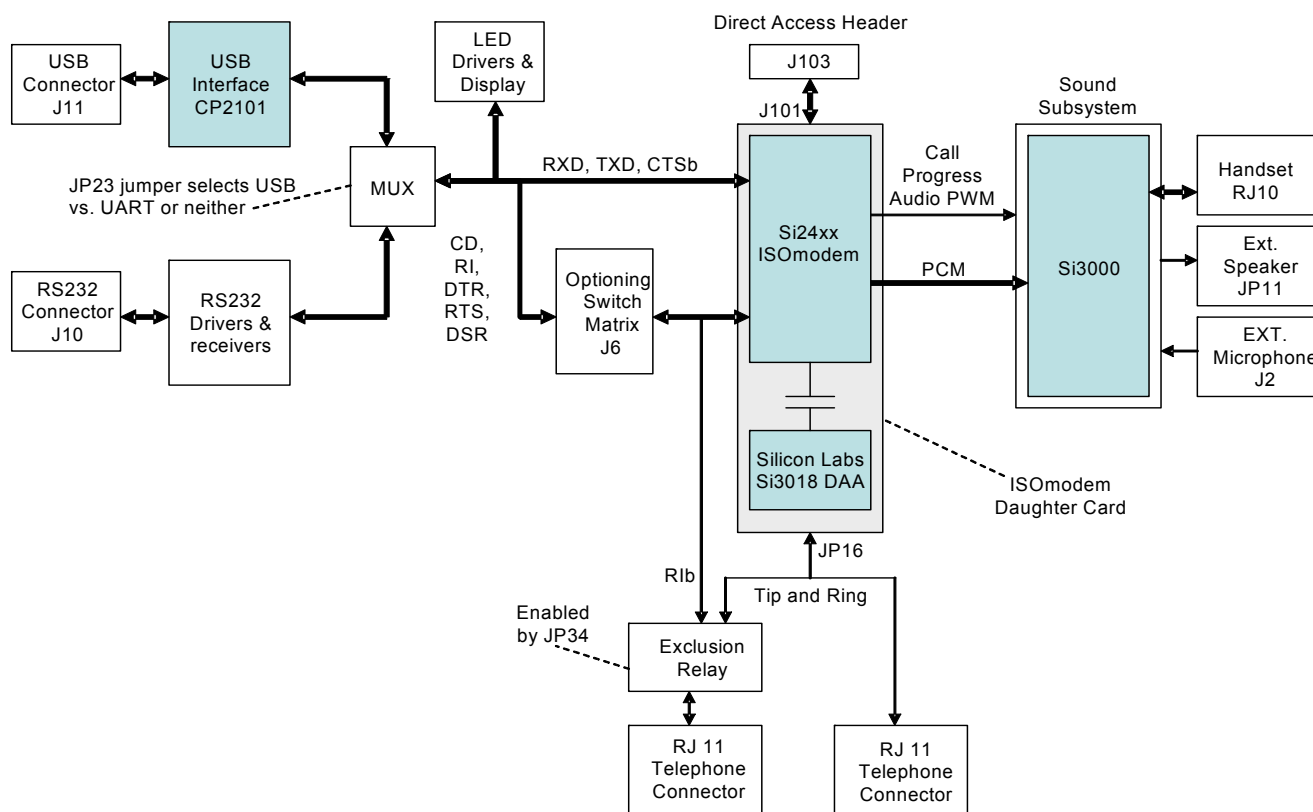 Direct Access Header
USB
Connector
J11
USB
Interface
CP2101
LED
Drivers &
Display
J103
J101
Sound
Subsystem
JP23 jumper selects USB
vs. UART or neither
MUX
RXD, TXD, CTSb
Si24xx
ISOmodem
Call
Progress
Audio PWM
PCM
Si3000
Handset
RJ10
Ext.
Speaker
JP11
EXT.
Microphone
J2
RS232
Connector
J10
RS232
Drivers &
receivers
CD,
RI,
DTR,
RTS,
DSR
Optioning
Switch
Matrix
J6
Silicon Labs
Si3018 DAA
ISOmodem
Daughter Card
JP16
RIb
Tip and Ring
Enabled
by JP34
Exclusion
Relay
RJ 11
Telephone
Connector
RJ 11
Telephone
Connector